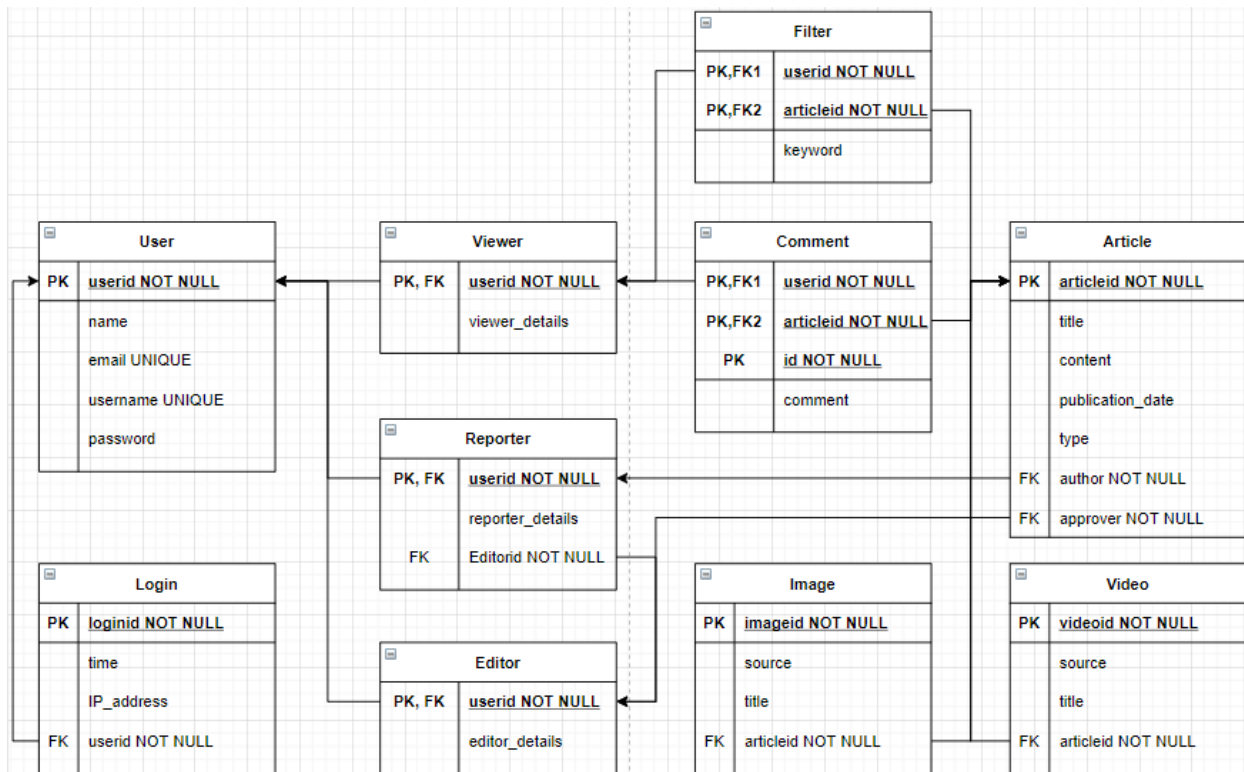 Filter
PK,FK1 userid NOT NULL
PK,FK2 articleid NOT NULL
keyword
User
PK userid NOT NULL
name
email UNIQUE
username UNIQUE
password
Viewer
PK, FK userid NOT NULL
viewer_details
Comment
PK,FK1 userid NOT NULL
PK,FK2 articleid NOT NULL
PK id NOT NULL
comment
Article
PK articleid NOT NULL
title
content
publication_date
type
FK author NOT NULL
FK approver NOT NULL
Reporter
PK, FK userid NOT NULL
reporter_details
FK Editorid NOT NULL
Login
PK loginid NOT NULL
time
IP_address
FK userid NOT NULL
Editor
PK, FK userid NOT NULL
editor_details
Image
PK imageid NOT NULL
source
title
FK articleid NOT NULL
Video
PK videoid NOT NULL
source
title
FK articleid NOT NULL